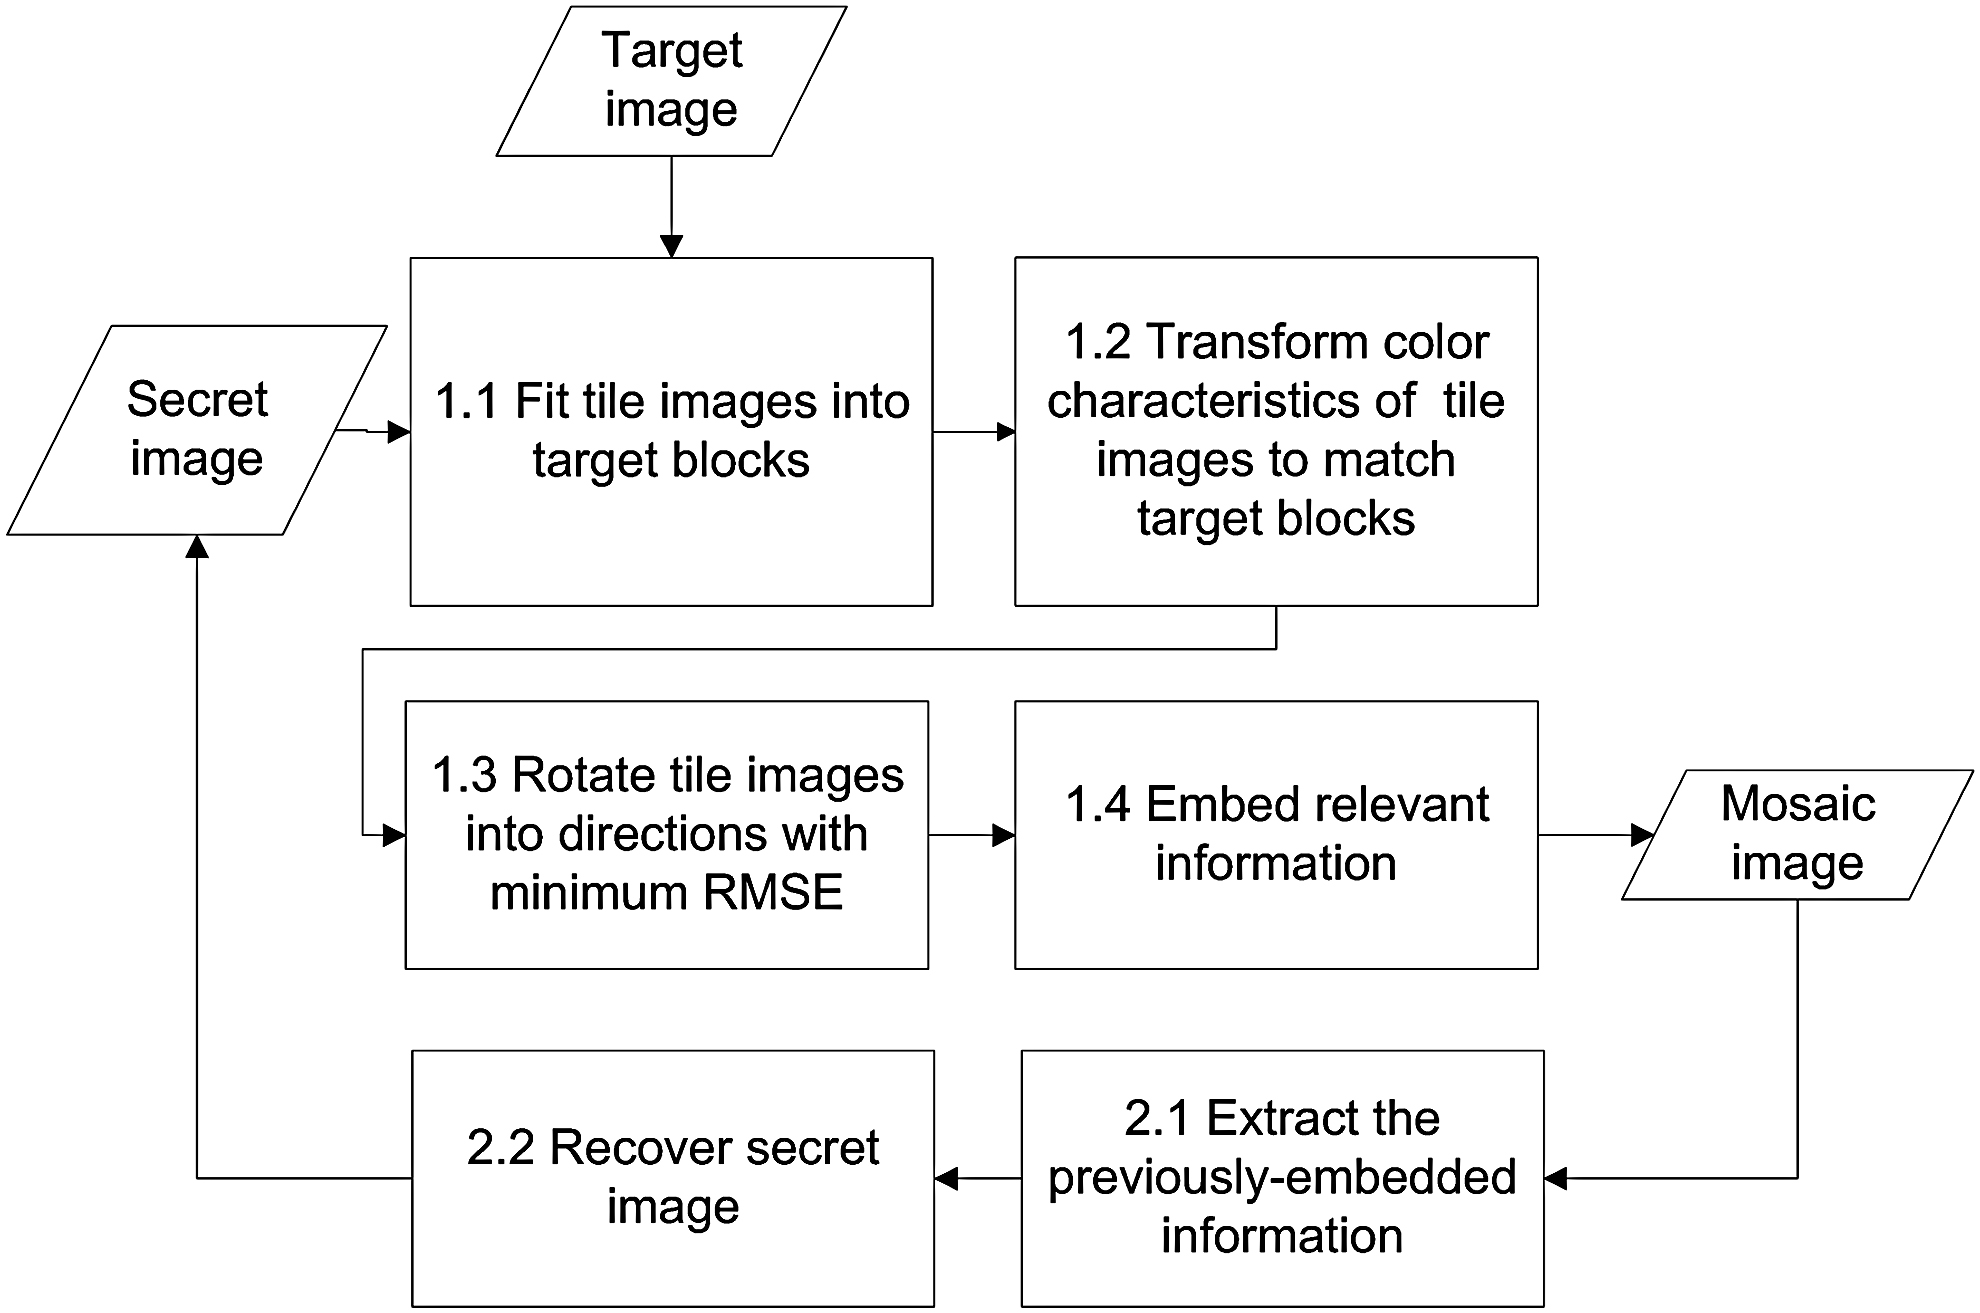 Target
image
Secret
image
1.1 Fit tile images into
target blocks
1.2 Transform color
characteristics of  tile
images to match
target blocks
1.3 Rotate tile images
into directions with
minimum RMSE
1.4 Embed relevant
information
Mosaic
image
2.2 Recover secret
image
2.1 Extract the
previously-embedded
information